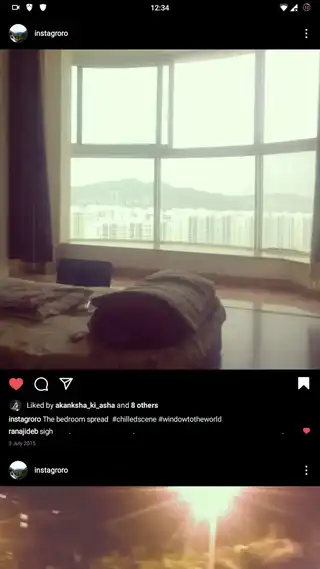 12:34
instagroro
Liked by akanksha_ki_asha and 8 others
instagroro The bedroom spread #chilledscene #windowtotheworld
ranajideb sigh
3 July 2015
instagroro